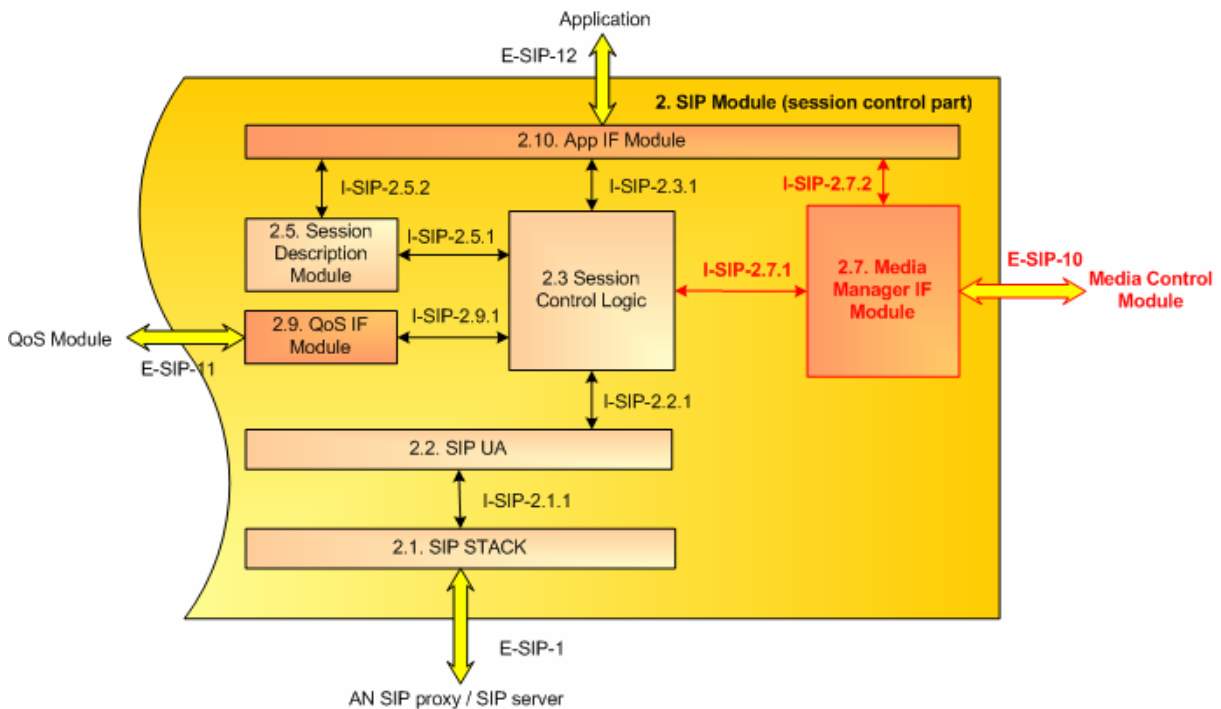 Application
E-SIP-12
2. SIP Module (session control part)
2.10. App IF Module
I-SIP-2.5.2
I-SIP-2.3.1
I-SIP-2.7.2
2.5. Session
Description
Module
I-SIP-2.5.1
2.3 Session
Control Logic
I-SIP-2.7.1
2.7. Media
Manager IF
Module
E-SIP-10
Media Control
Module
QoS Module
E-SIP-11
2.9. QoS IF
Module
I-SIP-2.9.1
I-SIP-2.2.1
2.2. SIP UA
I-SIP-2.1.1
2.1. SIP STACK
E-SIP-1
AN SIP proxy / SIP server